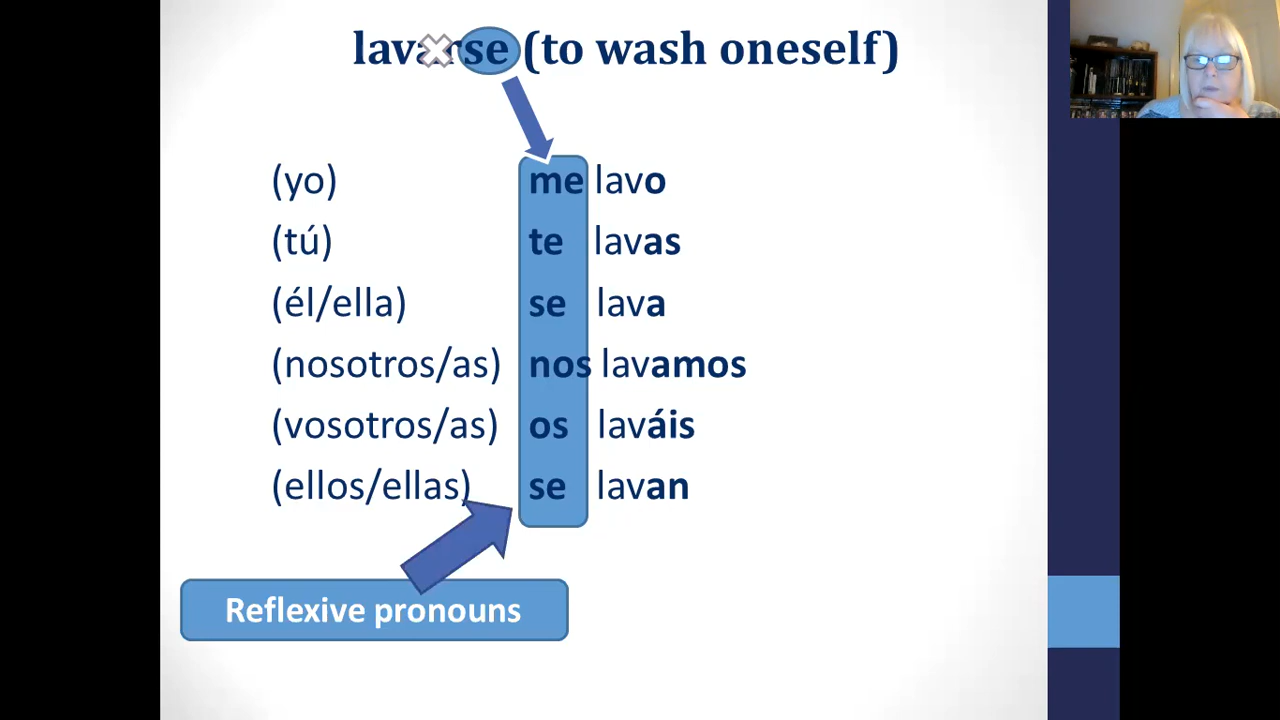 lavarse (to wash oneself)
(yo) me lavo
(tú) te lavas
(él/ella) se lava
(nosotros/as) nos lavamos
(vosotros/as) os laváis
(ellos/ellas) se lavan
Reflexive pronouns